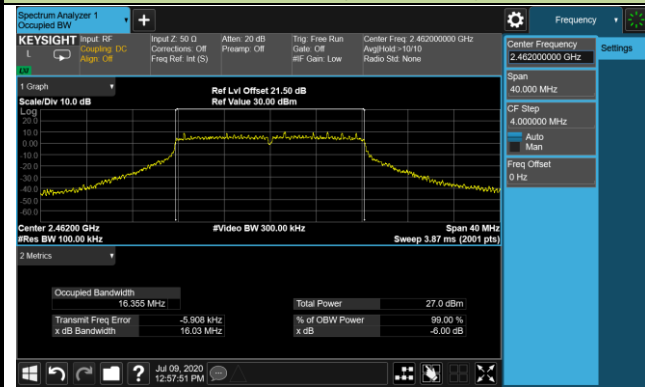 Spectrum Analyzer 1
Occupied BW
+
Frequency
KEYSIGHT
L
Input: RF
Coupling: DC
Align: Off
Input Z: 50 Ω
Corrections: Off
Freq Ref: Int (S)
Atten: 20 dB
Preamp: Off
Trig: Free Run
Gate: Off
#IF Gain: Low
Center Freq: 2.462000000 GHz
Avg|Hold:>10/10
Radio Std: None
Center Frequency
2.462000000 GHz
Settings
Span
40.000 MHz
CF Step
4.000000 MHz
Auto
Man
Freq Offset
0 Hz
1 Graph
Scale/Div 10.0 dB
Ref Lvl Offset 21.50 dB
Ref Value 30.00 dBm
Log
20.0
10.0
0.00
-10.0
-20.0
-30.0
-40.0
-50.0
-60.0
Center 2.46200 GHz
#Res BW 100.00 kHz
#Video BW 300.00 kHz
Span 40 MHz
Sweep 3.87 ms (2001 pts)
2 Metrics
Occupied Bandwidth
16.355 MHz
Total Power 27.0 dBm
Transmit Freq Error -5.908 kHz
% of OBW Power 99.00 %
x dB Bandwidth 16.03 MHz
x dB -6.00 dB
?
Jul 09, 2020
12:57:51 PM